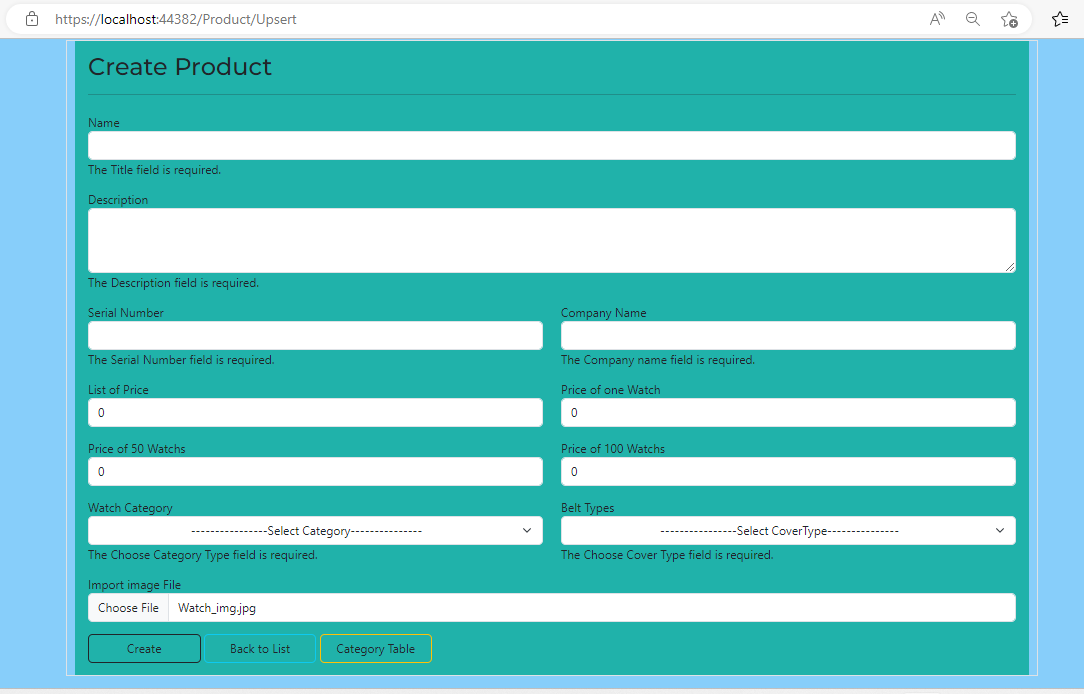 https://localhost:44382/Product/Upsert
Create Product
Name
The Title field is required.
Description
The Description field is required.
Serial Number Company Name
The Serial Number field is required. The Company name field is required.
List of Price Price of one Watch
0 0
Price of 50 Watchs Price of 100 Watchs
0 0
Watch Category Belt Types
----------------Select Category--------------- ----------------Select CoverType---------------
The Choose Category Type field is required. The Choose Cover Type field is required.
Import image File
Choose File Watch_img.jpg
Create Back to List Category Table